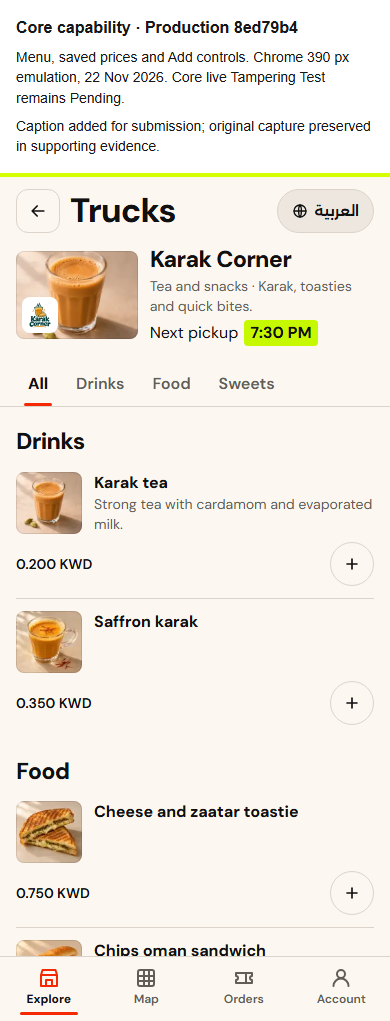 Core capability · Production 8ed79b4
Menu, saved prices and Add controls. Chrome 390 px
emulation, 22 Nov 2026. Core live Tampering Test
remains Pending.
Caption added for submission; original capture preserved
in supporting evidence.
Trucks
العربية
Karak Corner
Karak Corner
Tea and snacks · Karak, toasties
and quick bites.
Next pickup 7:30 PM
All Drinks Food Sweets
Drinks
Karak tea
Strong tea with cardamom and evaporated
milk.
0.200 KWD
Saffron karak
0.350 KWD
Food
Cheese and zaatar toastie
0.750 KWD
Chips oman sandwich
Explore Map Orders Account